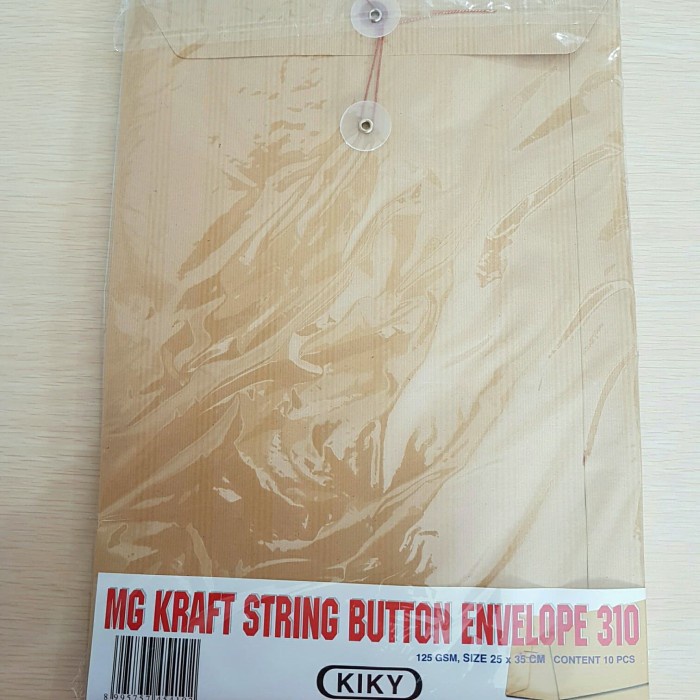 MG KRAFT STRING BUTTON ENVELOPE 310
125 GSM, SIZE 25 x 35 CM CONTENT 10 PCS
KIKY